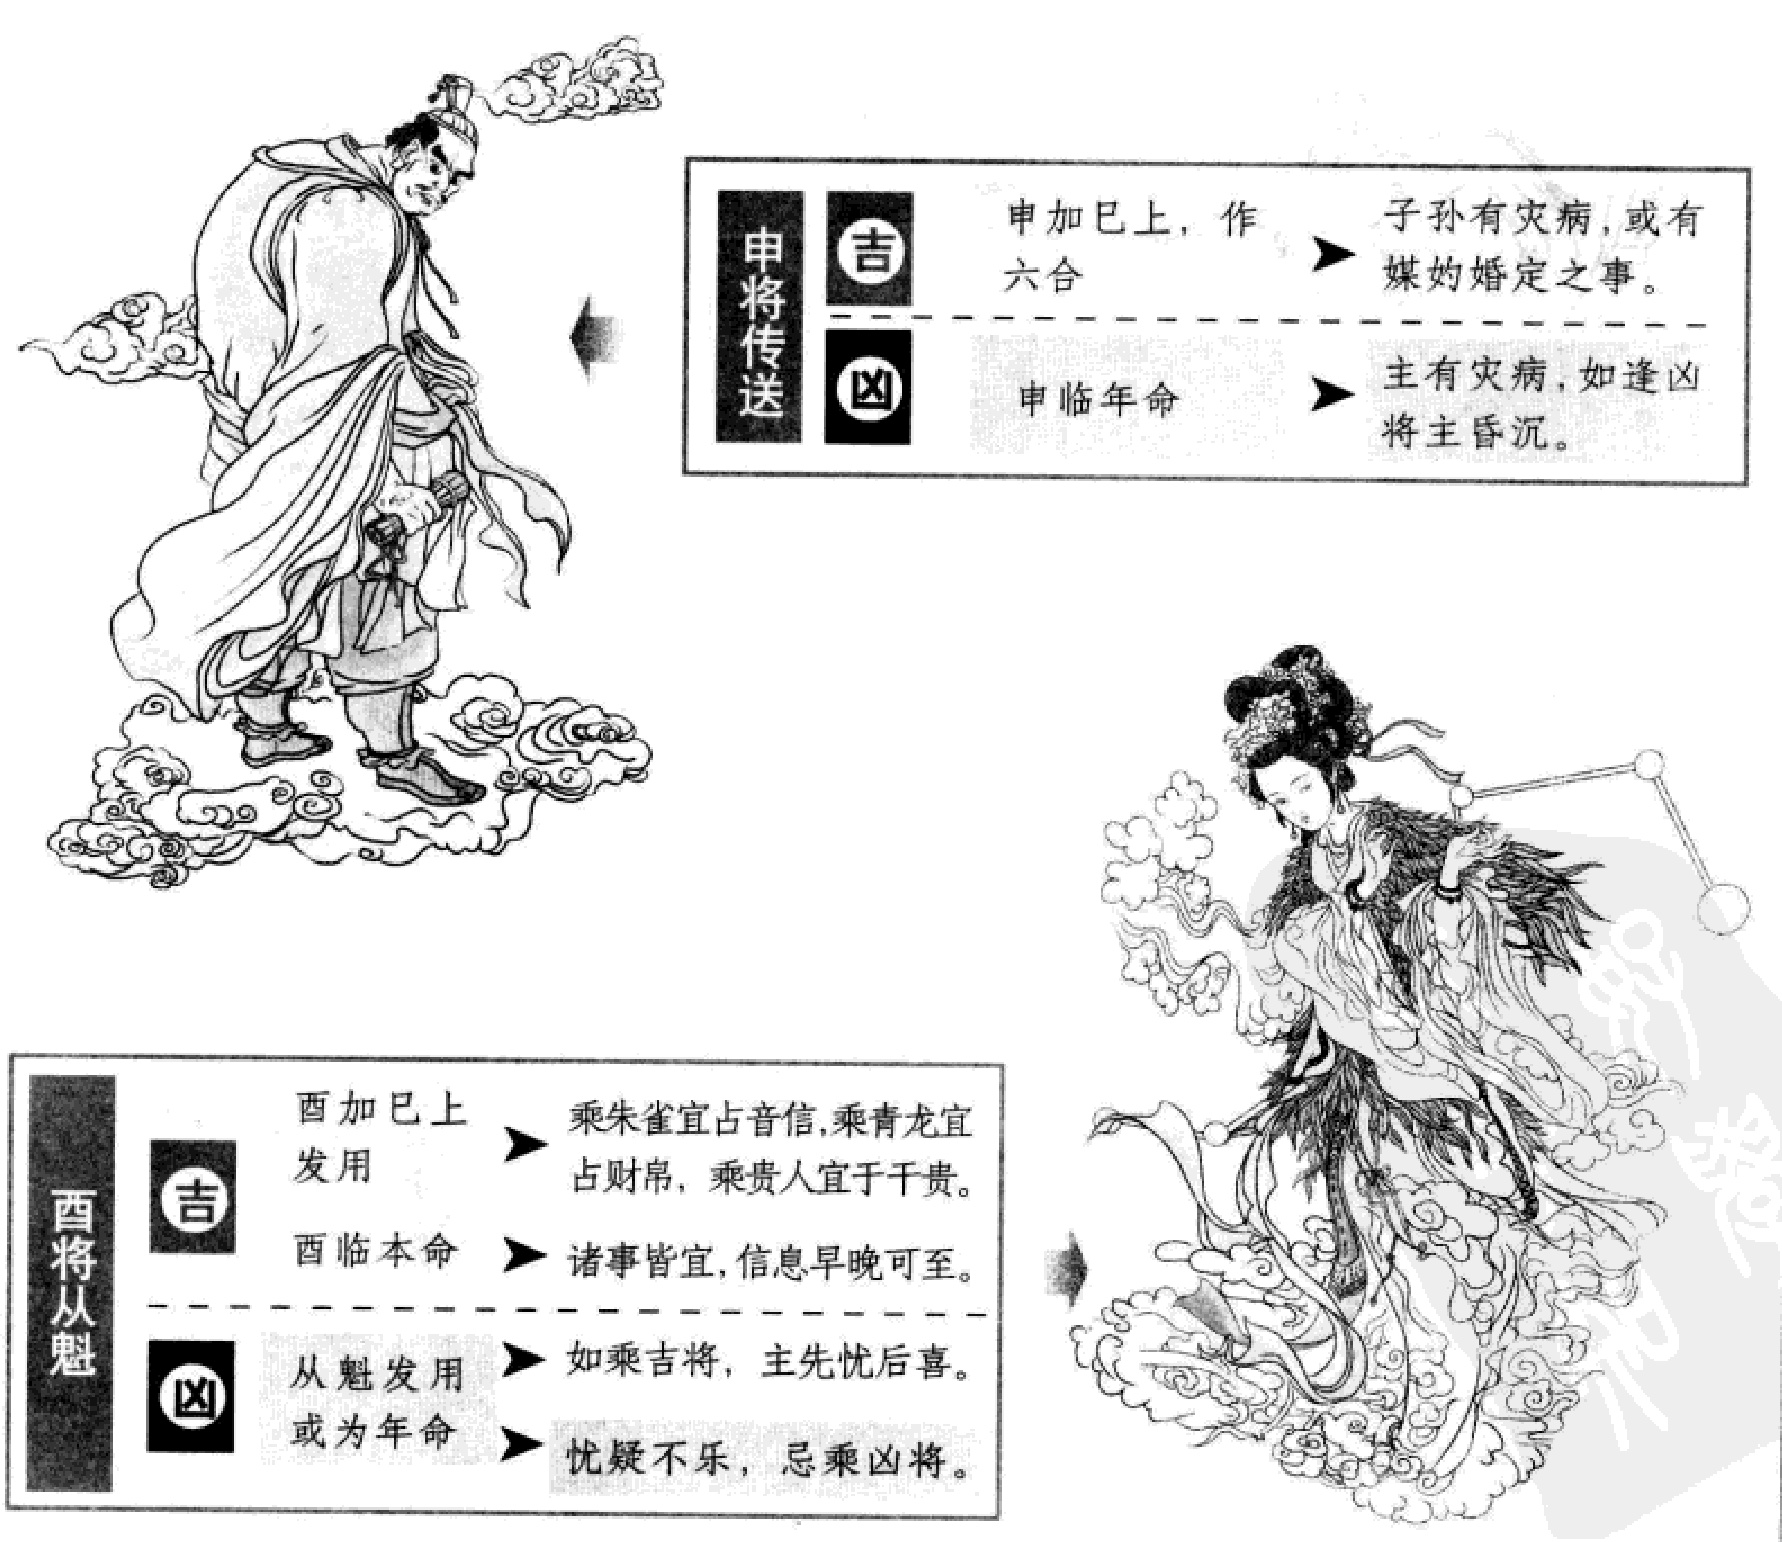 申将传送
吉
申加巳上，作
六合
子孙有灾病，或有
媒妁婚定之事。
凶
申临年命
主有灾病，如逢凶
将主昏沉。
酉将从魁
吉
酉加巳上
发用
乘朱雀宜占音信，乘青龙宜
占财帛，乘贵人宜于干贵。
酉临本命
诸事皆宜，信息早晚可至。
凶
从魁发用
或为年命
如乘吉将，主先忧后喜。
忧疑不乐，忌乘凶将。